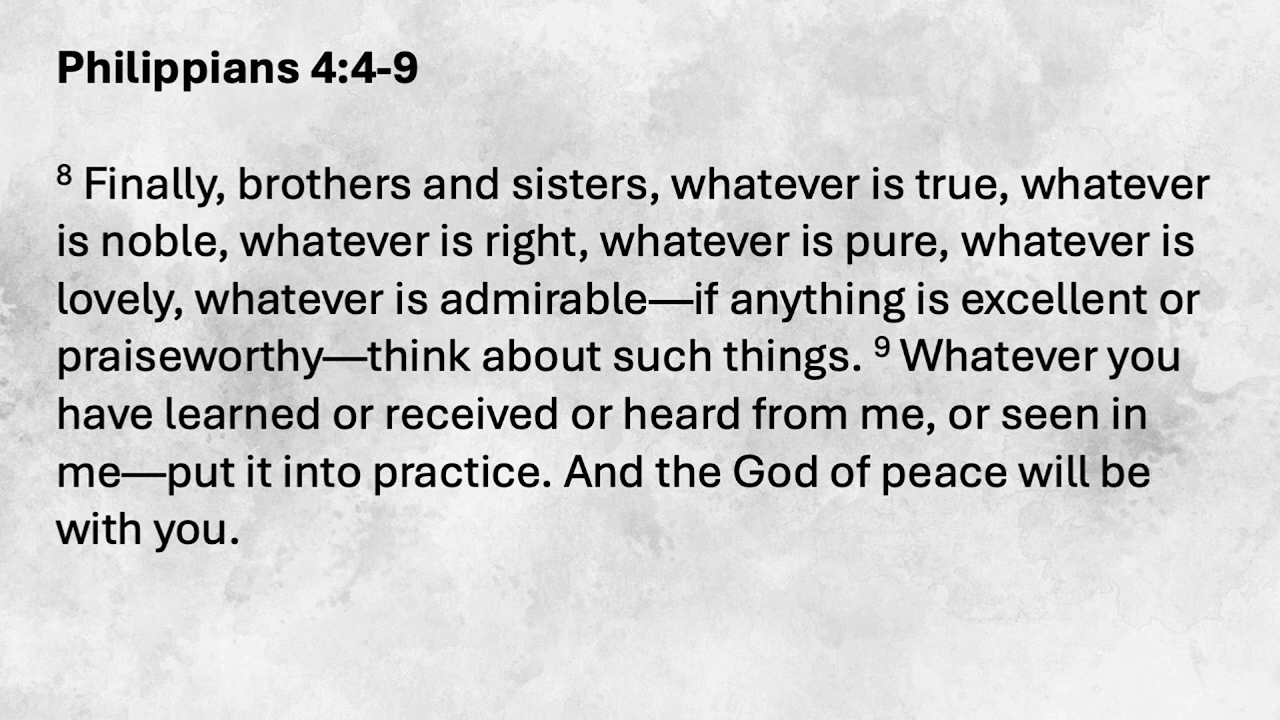 Philippians 4:4-9
⁸ Finally, brothers and sisters, whatever is true, whatever
is noble, whatever is right, whatever is pure, whatever is
lovely, whatever is admirable—if anything is excellent or
praiseworthy—think about such things. ⁹ Whatever you
have learned or received or heard from me, or seen in
me—put it into practice. And the God of peace will be
with you.